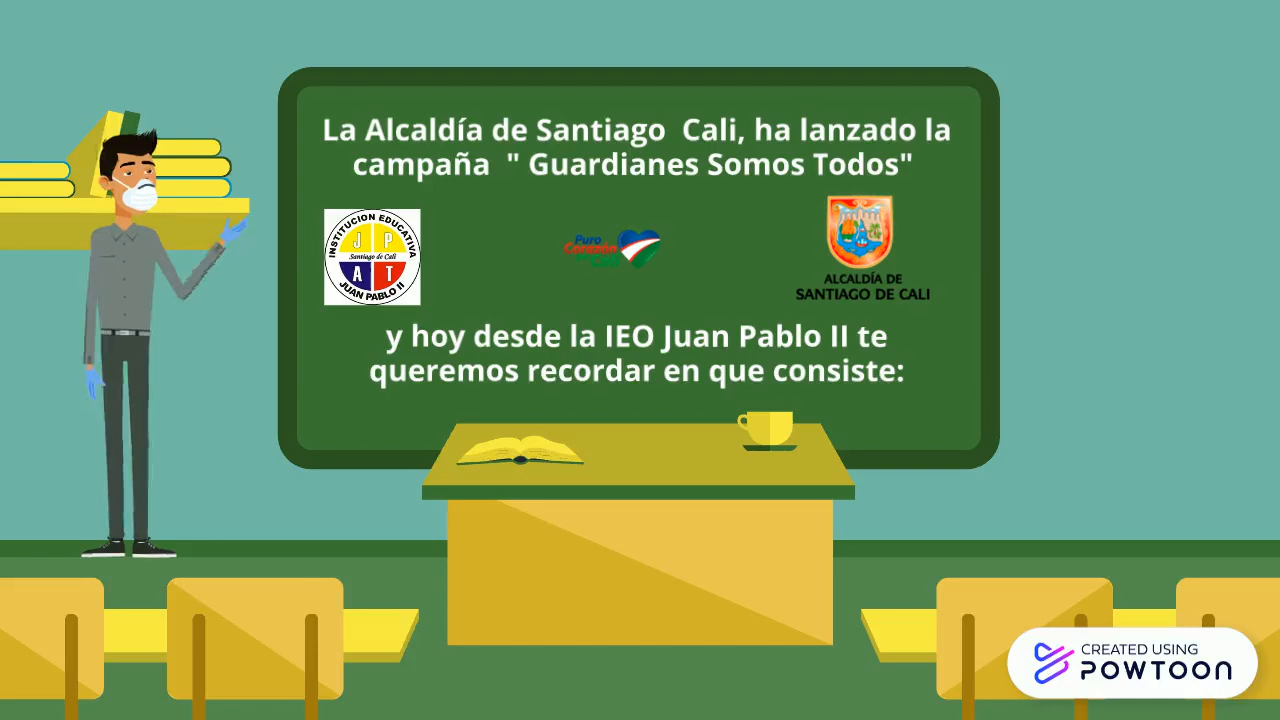 La Alcaldía de Santiago  Cali, ha lanzado la
campaña  " Guardianes Somos Todos"
INSTITUCION EDUCATIVA
J P
Santiago de Cali
A T
JUAN PABLO II
Puro
Corazón
ALCALDÍA DE
SANTIAGO DE CALI
y hoy desde la IEO Juan Pablo II te
queremos recordar en que consiste:
CREATED USING
POWTOON